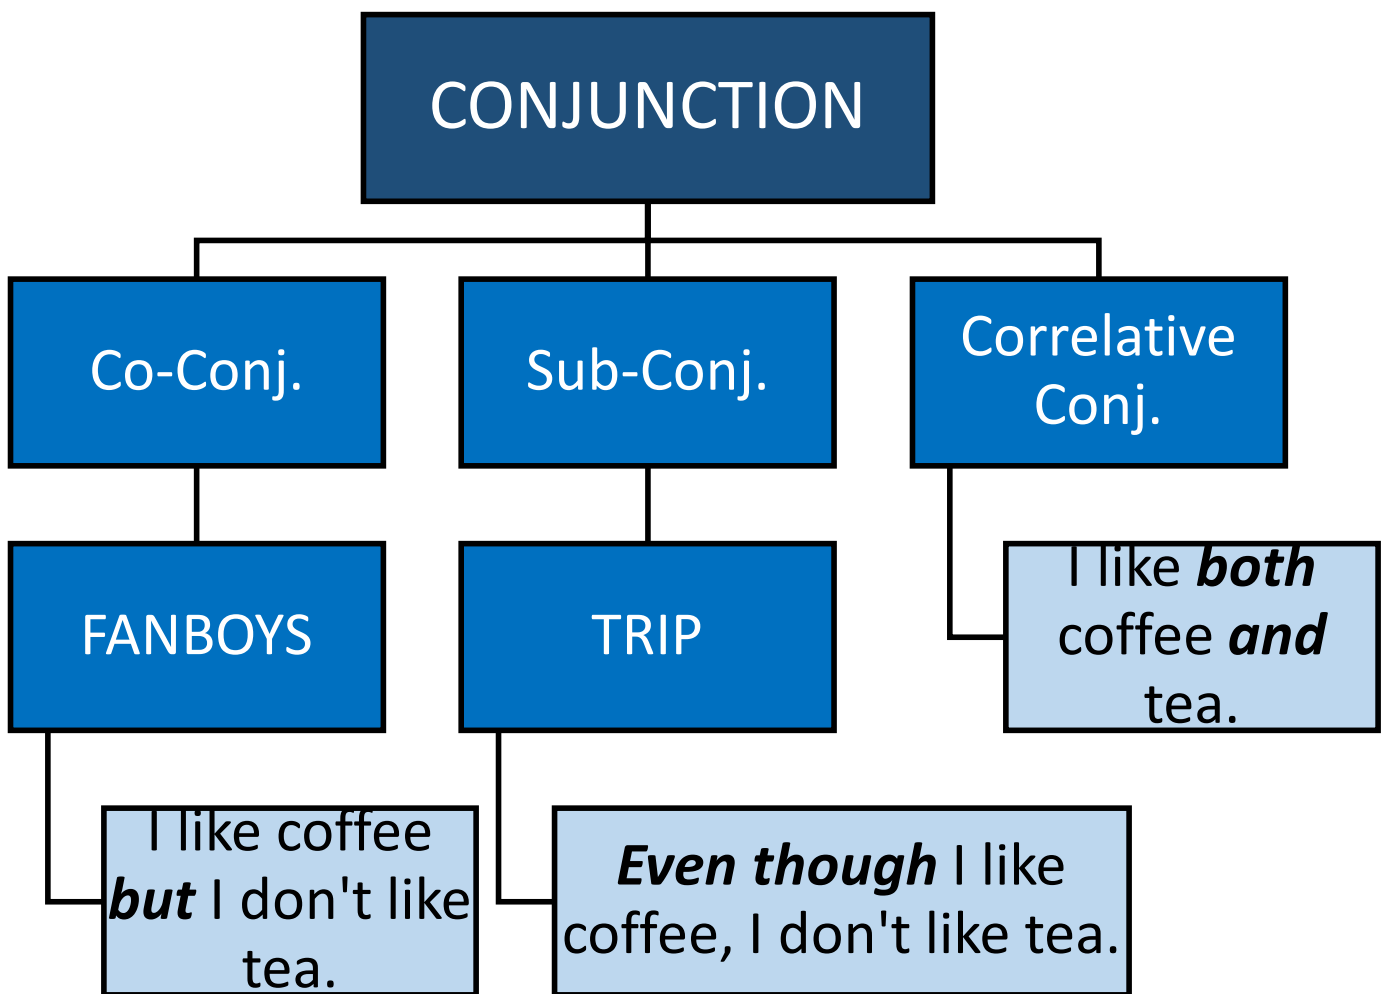 CONJUNCTION
Co-Conj.
Sub-Conj.
Correlative
Conj.
FANBOYS
TRIP
I like both
coffee and
tea.
I like coffee
but I don't like
tea.
Even though I like
coffee, I don't like tea.